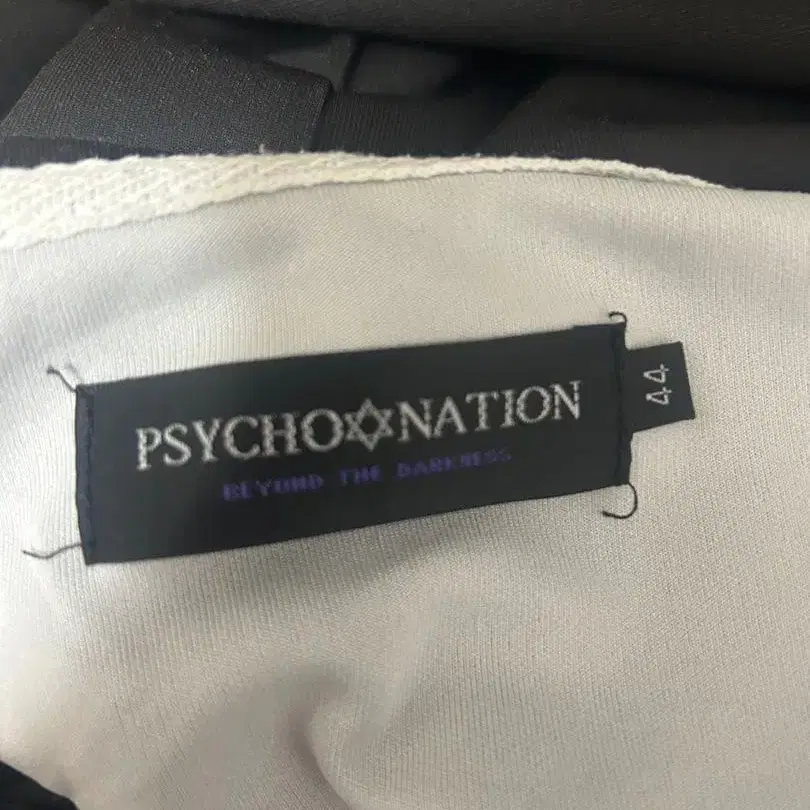 PSYCHO✡NATION
BEYOND THE DARKNESS
44